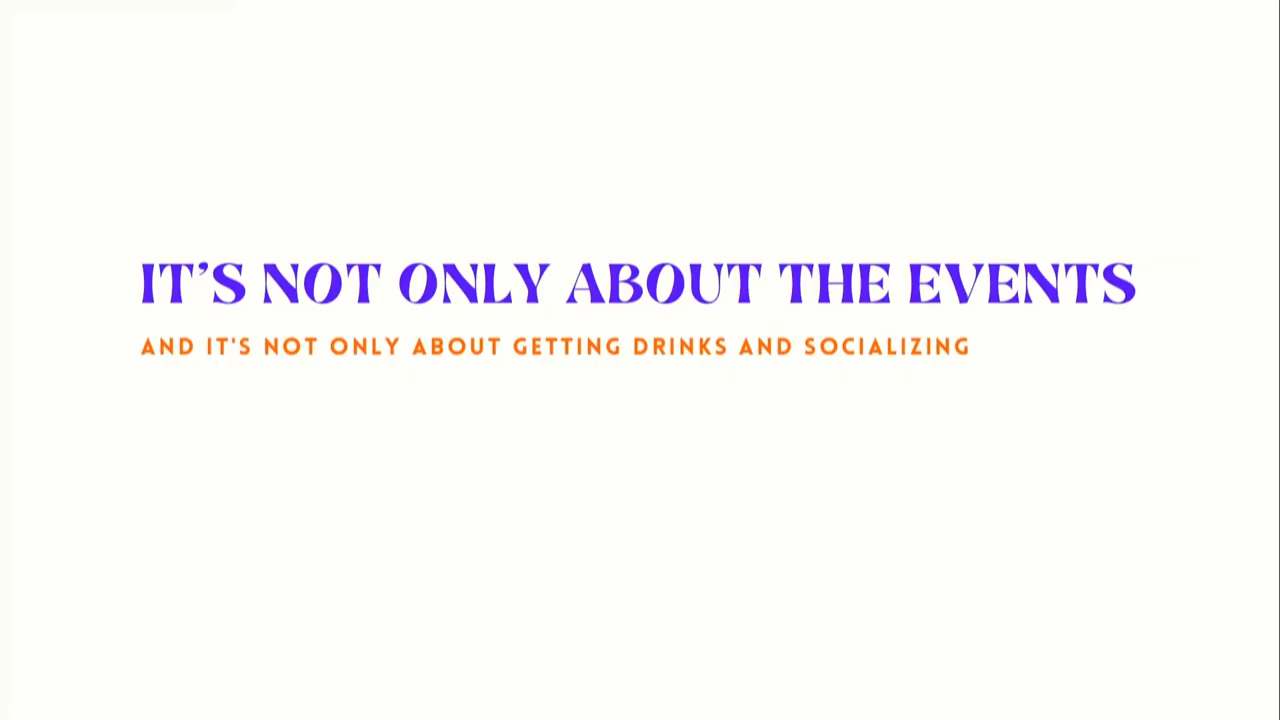 IT’S NOT ONLY ABOUT THE EVENTS
AND IT'S NOT ONLY ABOUT GETTING DRINKS AND SOCIALIZING